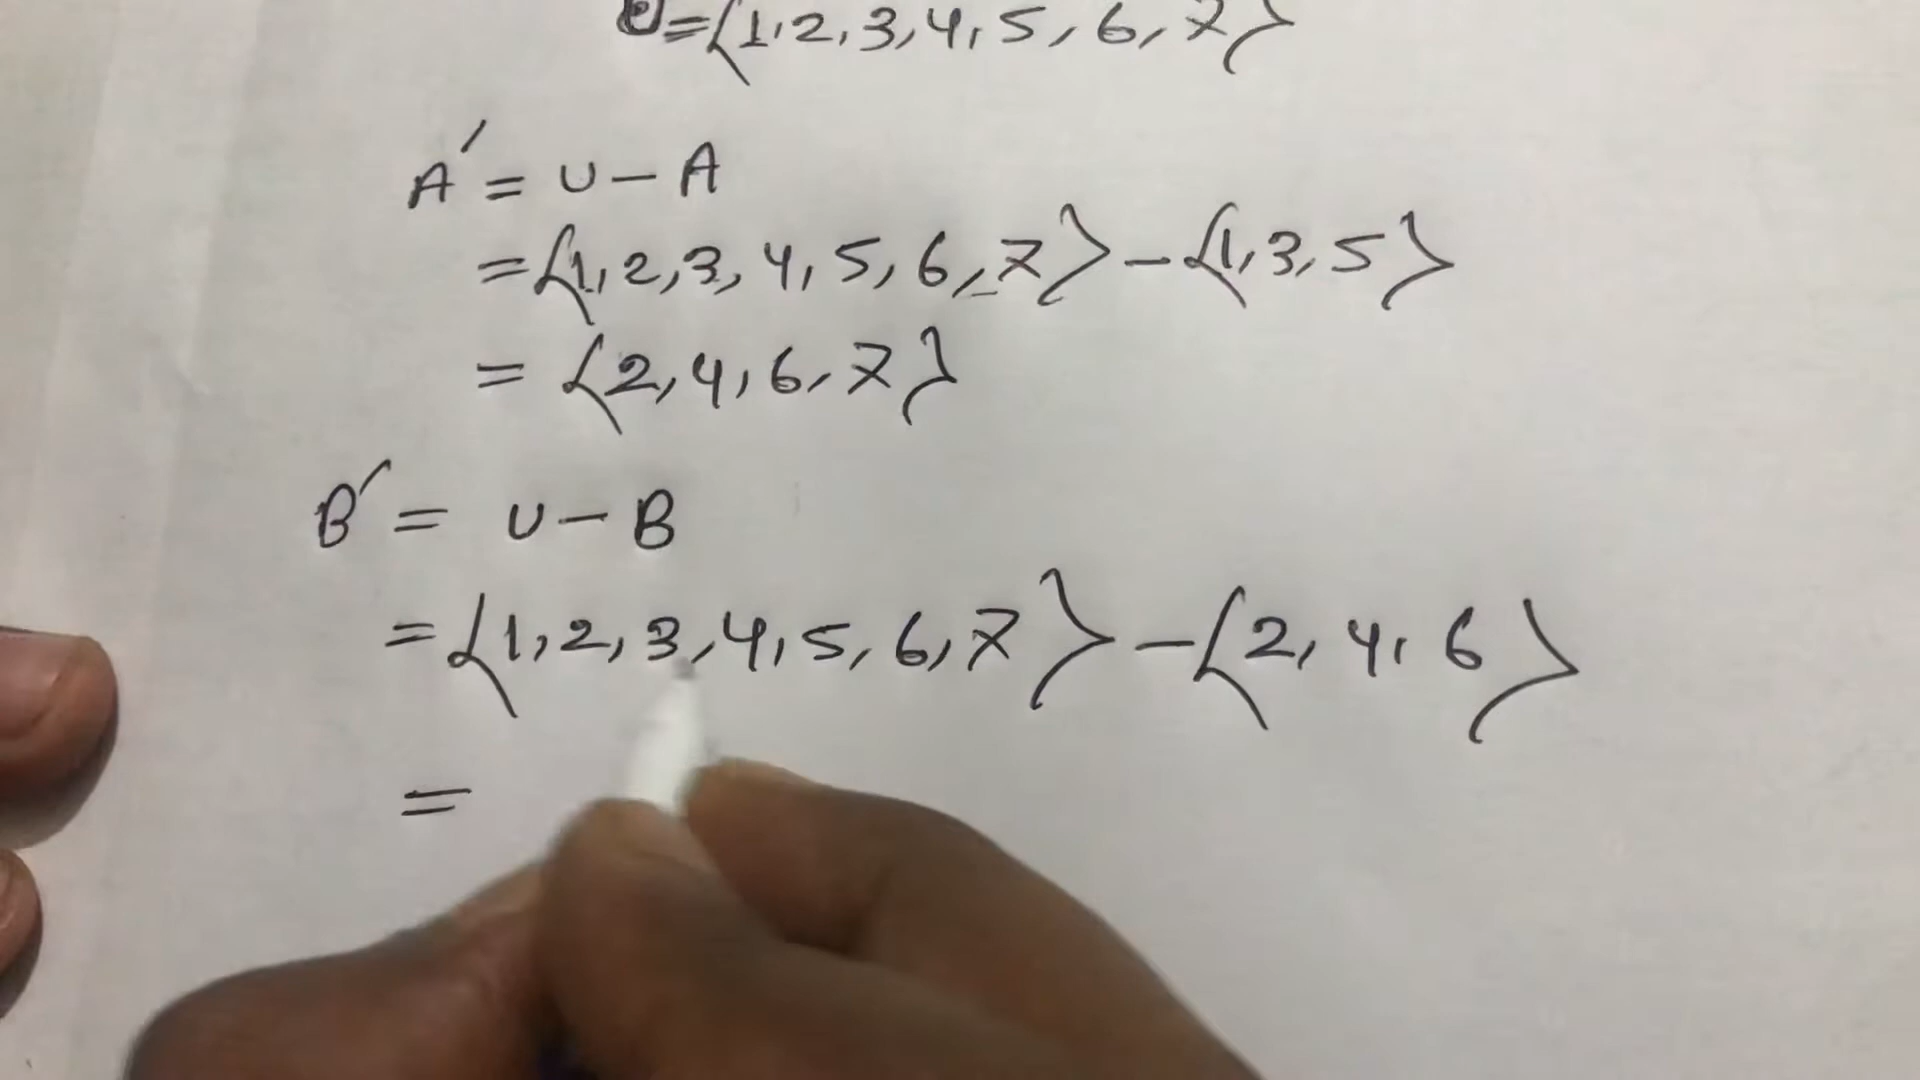 U={1,2,3,4,5,6,7}
A′=U-A
={1,2,3,4,5,6,7}-{1,3,5}
={2,4,6,7}
B′=U-B
={1,2,3,4,5,6,7}-{2,4,6}
=